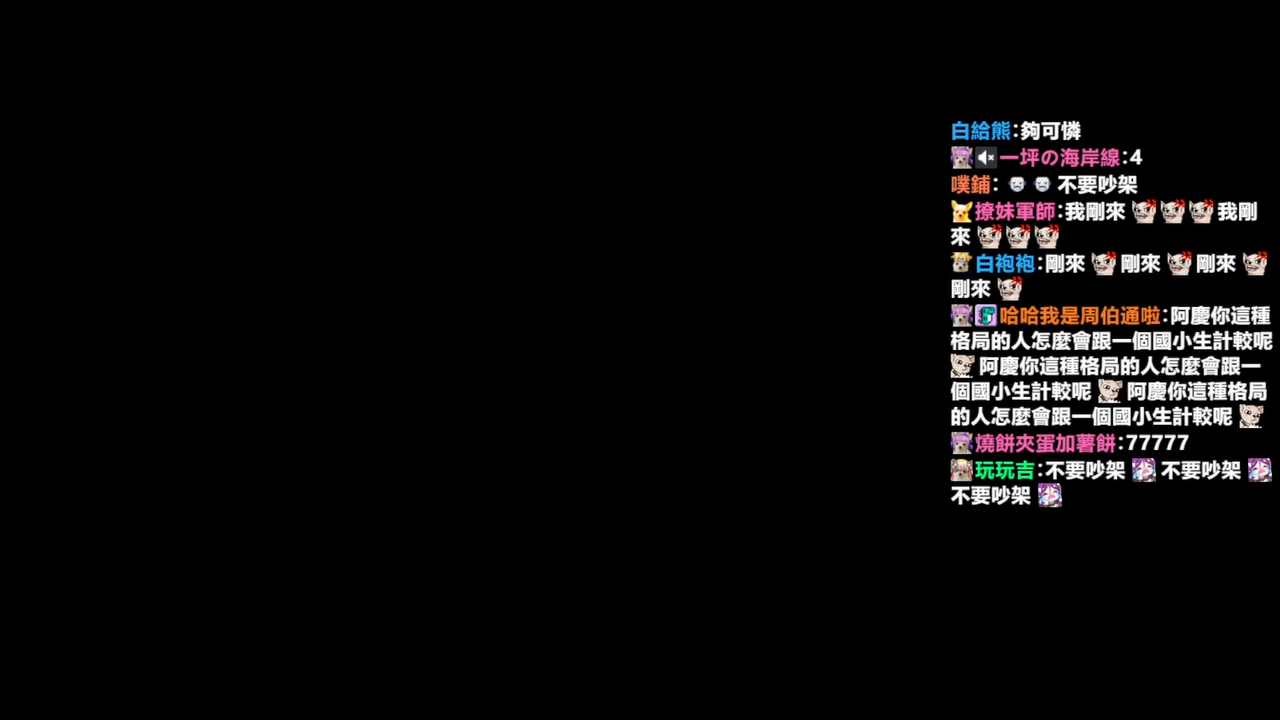 白給熊:夠可憐
一坪の海岸線:4
噗鋪: 不要吵架
撩妹軍師:我剛來 我剛
來
白袍袍:剛來 剛來 剛來
剛來
哈哈我是周伯通啦:阿慶你這種
格局的人怎麼會跟一個國小生計較呢
阿慶你這種格局的人怎麼會跟一
個國小生計較呢 阿慶你這種格局
的人怎麼會跟一個國小生計較呢
燒餅夾蛋加薯餅:77777
玩玩吉:不要吵架 不要吵架
不要吵架